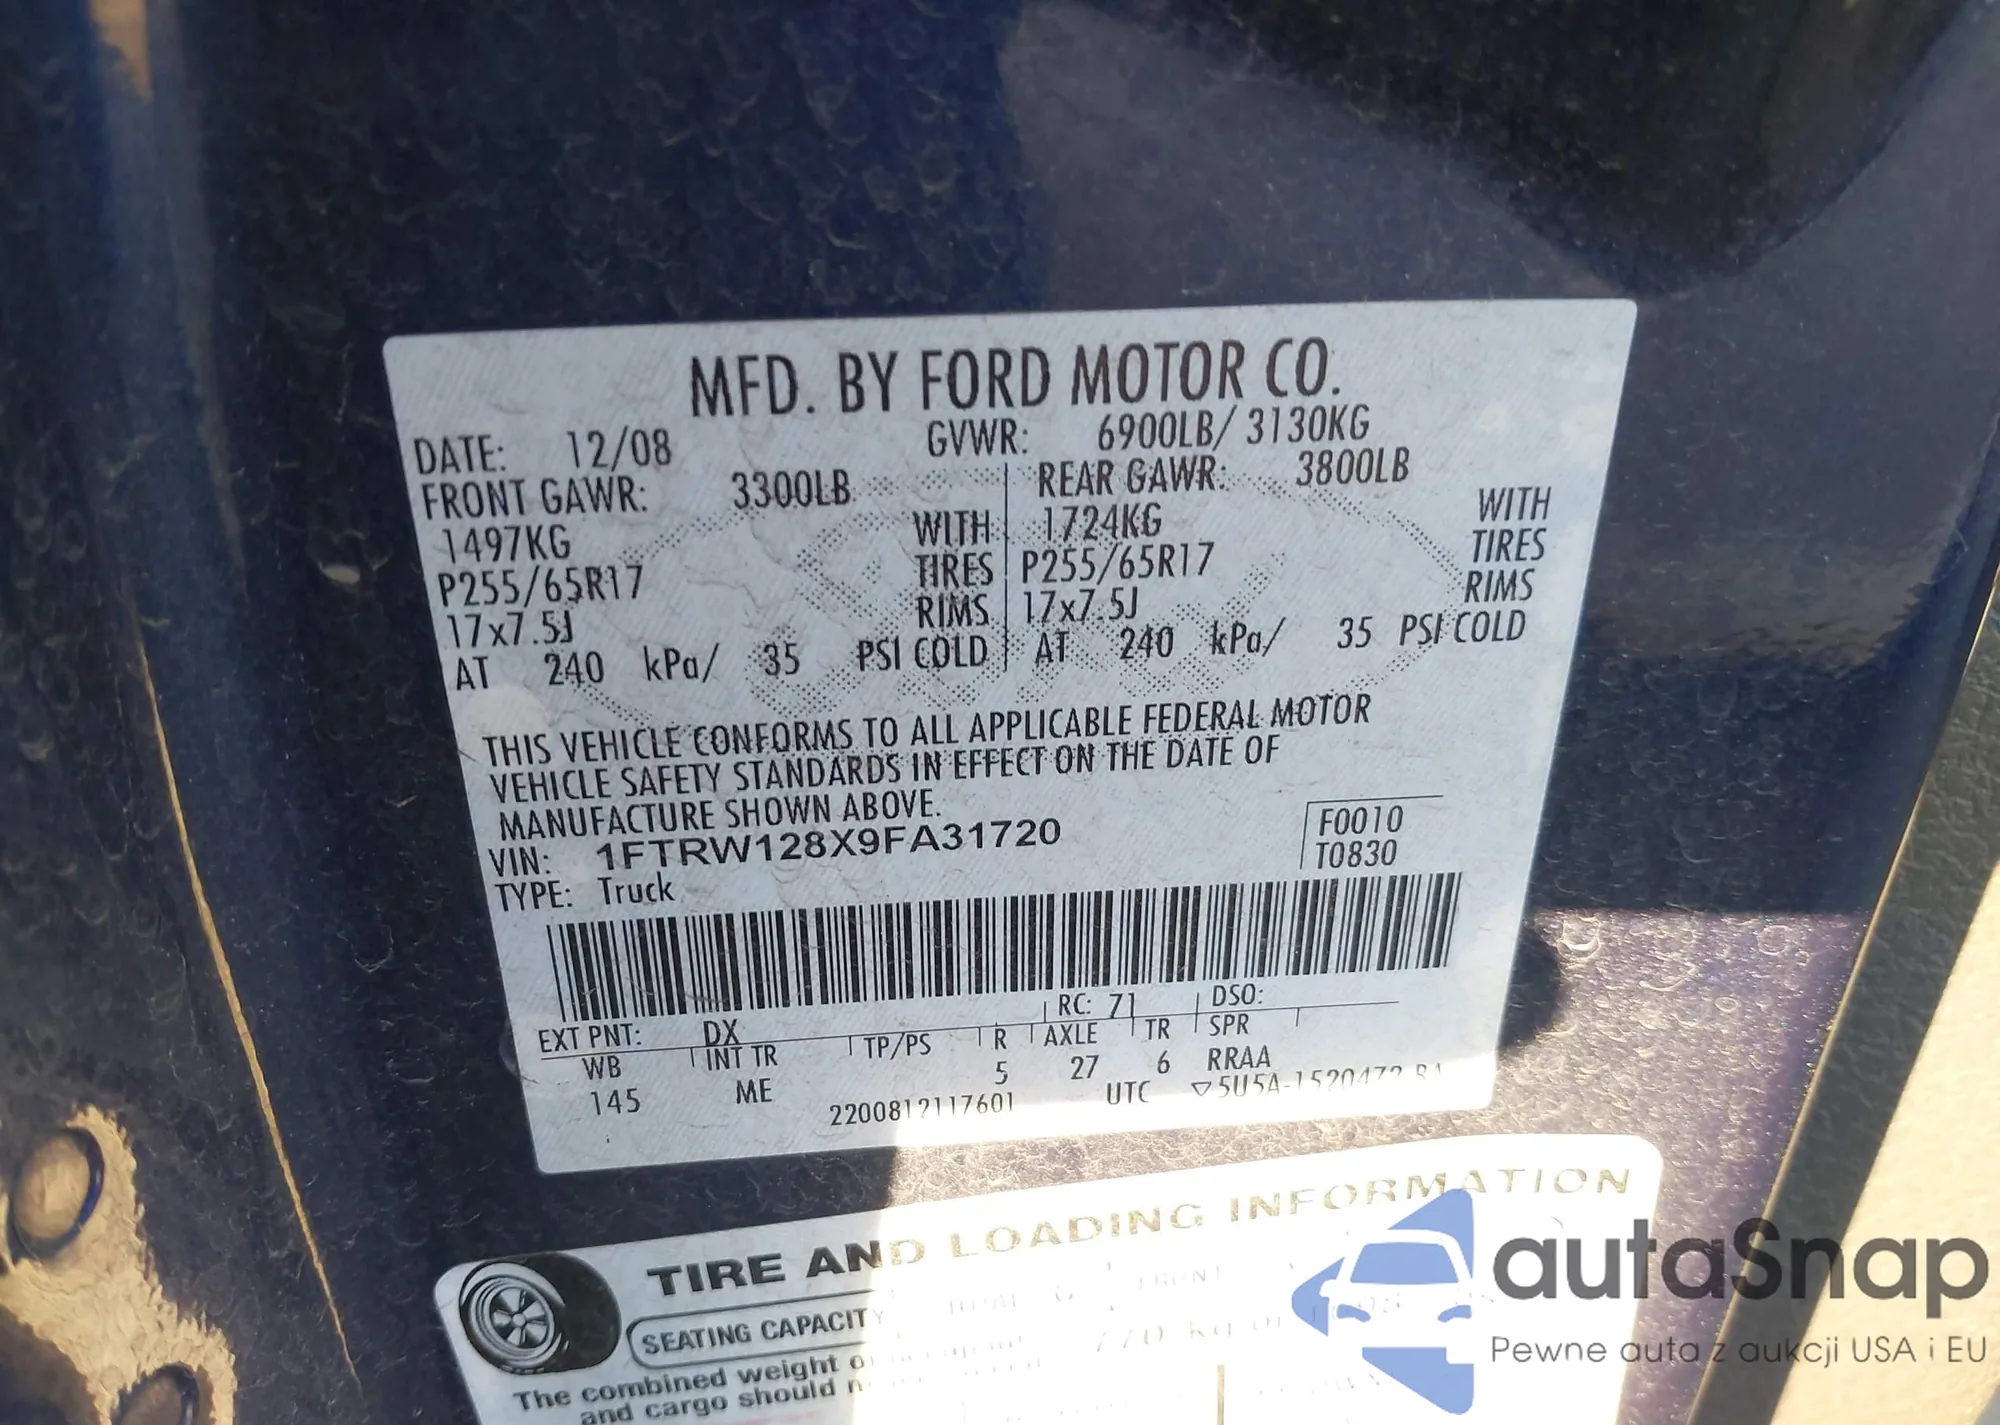 MFD. BY FORD MOTOR CO.
DATE: 12/08 GVWR: 6900LB/ 3130KG
FRONT GAWR: 3300LB REAR GAWR: 3800LB
1497KG WITH 1724KG WITH
P255/65R17 TIRES P255/65R17 TIRES
17x7.5J RIMS 17x7.5J RIMS
AT 240 kPa/ 35 PSI COLD AT 240 kPa/ 35 PSI COLD
THIS VEHICLE CONFORMS TO ALL APPLICABLE FEDERAL MOTOR
VEHICLE SAFETY STANDARDS IN EFFECT ON THE DATE OF
MANUFACTURE SHOWN ABOVE.
VIN: 1FTRW128X9FA31720 F0010
TYPE: Truck T0830
EXT PNT: DX RC: 71 DSO:
WB INT TR TP/PS R AXLE TR SPR
145 ME 5 27 6 RRAA
2200812117601 UTC ▽5U5A-1520472
TIRE AND LOADING INFORMATION
SEATING CAPACITY
The combined weight
and cargo should
autaSnap
Pewne auta z aukcji USA i EU